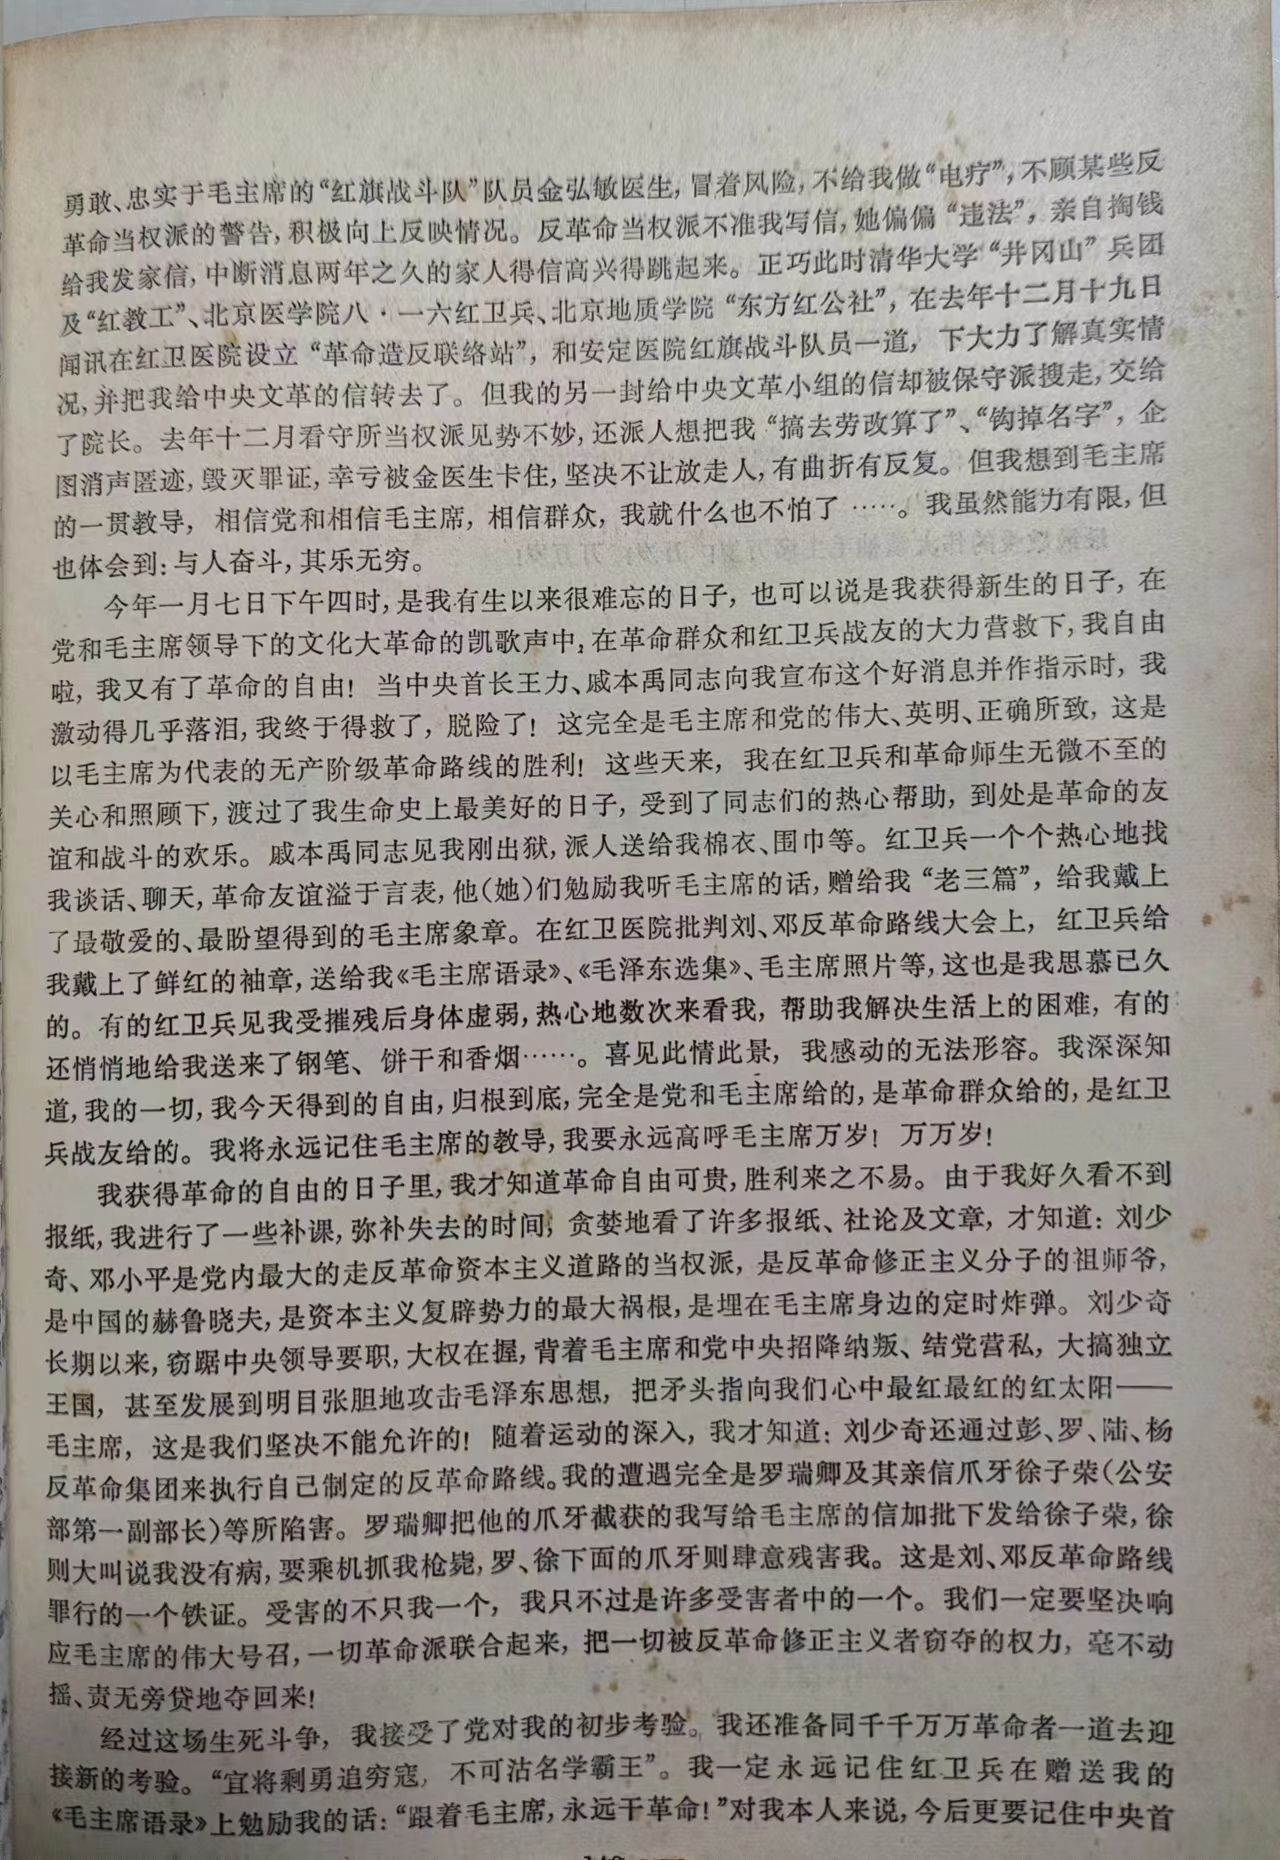 勇敢、忠实于毛主席的“红旗战斗队”队员金弘敏医生，冒着风险，不给我做“电疗”，不顾某些反
革命当权派的警告，积极向上反映情况。反革命当权派不准我写信，她偏偏“违法”，亲自掏钱
给我发家信，中断消息两年之久的家人得信高兴得跳起来。正巧此时清华大学“井冈山”兵团
及“红教工”、北京医学院八·一六红卫兵、北京地质学院“东方红公社”，在去年十二月十九日
闻讯在红卫医院设立“革命造反联络站”，和安定医院红旗战斗队员一道，下大力了解真实情
况，并把我给中央文革的信转去了。但我的另一封给中央文革小组的信却被保守派搜走，交给
了院长。去年十二月看守所当权派见势不妙，还派人想把我“搞去劳改算了”、“钩掉名字”，企
图消声匿迹，毁灭罪证，幸亏被金医生卡住，坚决不让放走人，有曲折有反复。但我想到毛主席
的一贯教导，相信党和相信毛主席，相信群众，我就什么也不怕了……。我虽然能力有限，但
也体会到：与人奋斗，其乐无穷。
今年一月七日下午四时，是我有生以来很难忘的日子，也可以说是我获得新生的日子，在
党和毛主席领导下的文化大革命的凯歌声中，在革命群众和红卫兵战友的大力营救下，我自由
啦，我又有了革命的自由！当中央首长王力、戚本禹同志向我宣布这个好消息并作指示时，我
激动得几乎落泪，我终于得救了，脱险了！这完全是毛主席和党的伟大、英明、正确所致，这是
以毛主席为代表的无产阶级革命路线的胜利！这些天来，我在红卫兵和革命师生无微不至的
关心和照顾下，渡过了我生命史上最美好的日子，受到了同志们的热心帮助，到处是革命的友
谊和战斗的欢乐。戚本禹同志见我刚出狱，派人送给我棉衣、围巾等。红卫兵一个个热心地找
我谈话、聊天，革命友谊溢于言表，他（她）们勉励我听毛主席的话，赠给我“老三篇”，给我戴上
了最敬爱的、最盼望得到的毛主席象章。在红卫医院批判刘、邓反革命路线大会上，红卫兵给
我戴上了鲜红的袖章，送给我《毛主席语录》、《毛泽东选集》、毛主席照片等，这也是我思慕已久
的。有的红卫兵见我受摧残后身体虚弱，热心地数次来看我，帮助我解决生活上的困难，有的
还悄悄地给我送来了钢笔、饼干和香烟……。喜见此情此景，我感动的无法形容。我深深知
道，我的一切，我今天得到的自由，归根到底，完全是党和毛主席给的，是革命群众给的，是红卫
兵战友给的。我将永远记住毛主席的教导，我要永远高呼毛主席万岁！万万岁！
我获得革命的自由的日子里，我才知道革命自由可贵，胜利来之不易。由于我好久看不到
报纸，我进行了一些补课，弥补失去的时间，贪婪地看了许多报纸、社论及文章，才知道：刘少
奇、邓小平是党内最大的走反革命资本主义道路的当权派，是反革命修正主义分子的祖师爷，
是中国的赫鲁晓夫，是资本主义复辟势力的最大祸根，是埋在毛主席身边的定时炸弹。刘少奇
长期以来，窃踞中央领导要职，大权在握，背着毛主席和党中央招降纳叛、结党营私，大搞独立
王国，甚至发展到明目张胆地攻击毛泽东思想，把矛头指向我们心中最红最红的红太阳——
毛主席，这是我们坚决不能允许的！随着运动的深入，我才知道：刘少奇还通过彭、罗、陆、杨
反革命集团来执行自己制定的反革命路线。我的遭遇完全是罗瑞卿及其亲信爪牙徐子荣（公安
部第一副部长）等所陷害。罗瑞卿把他的爪牙截获的我写给毛主席的信加批下发给徐子荣，徐
则大叫说我没有病，要乘机抓我枪毙，罗、徐下面的爪牙则肆意残害我。这是刘、邓反革命路线
罪行的一个铁证。受害的不只我一个，我只不过是许多受害者中的一个。我们一定要坚决响
应毛主席的伟大号召，一切革命派联合起来，把一切被反革命修正主义者窃夺的权力，毫不动
摇、责无旁贷地夺回来！
经过这场生死斗争，我接受了党对我的初步考验。我还准备同千千万万革命者一道去迎
接新的考验。“宜将剩勇追穷寇，不可沽名学霸王”。我一定永远记住红卫兵在赠送我的
《毛主席语录》上勉励我的话：“跟着毛主席，永远干革命！”对我本人来说，今后更要记住中央首